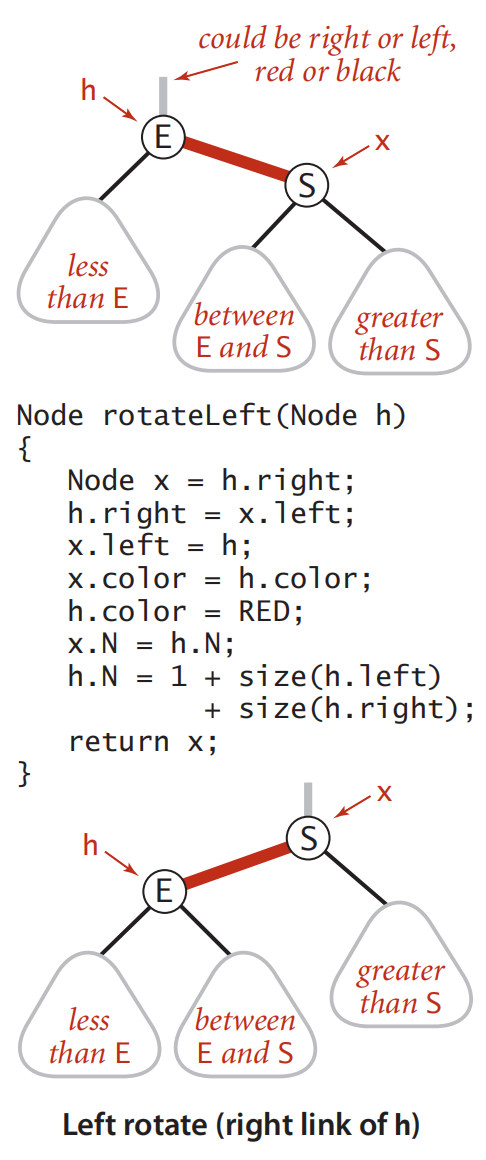 could be right or left,
red or black
h
E
x
S
less
than E
between
E and S
greater
than S
Node rotateLeft(Node h)
{
   Node x = h.right;
   h.right = x.left;
   x.left = h;
   x.color = h.color;
   h.color = RED;
   x.N = h.N;
   h.N = 1 + size(h.left)
           + size(h.right);
   return x;
}
x
S
h
E
greater
than S
less
than E
between
E and S
Left rotate (right link of h)